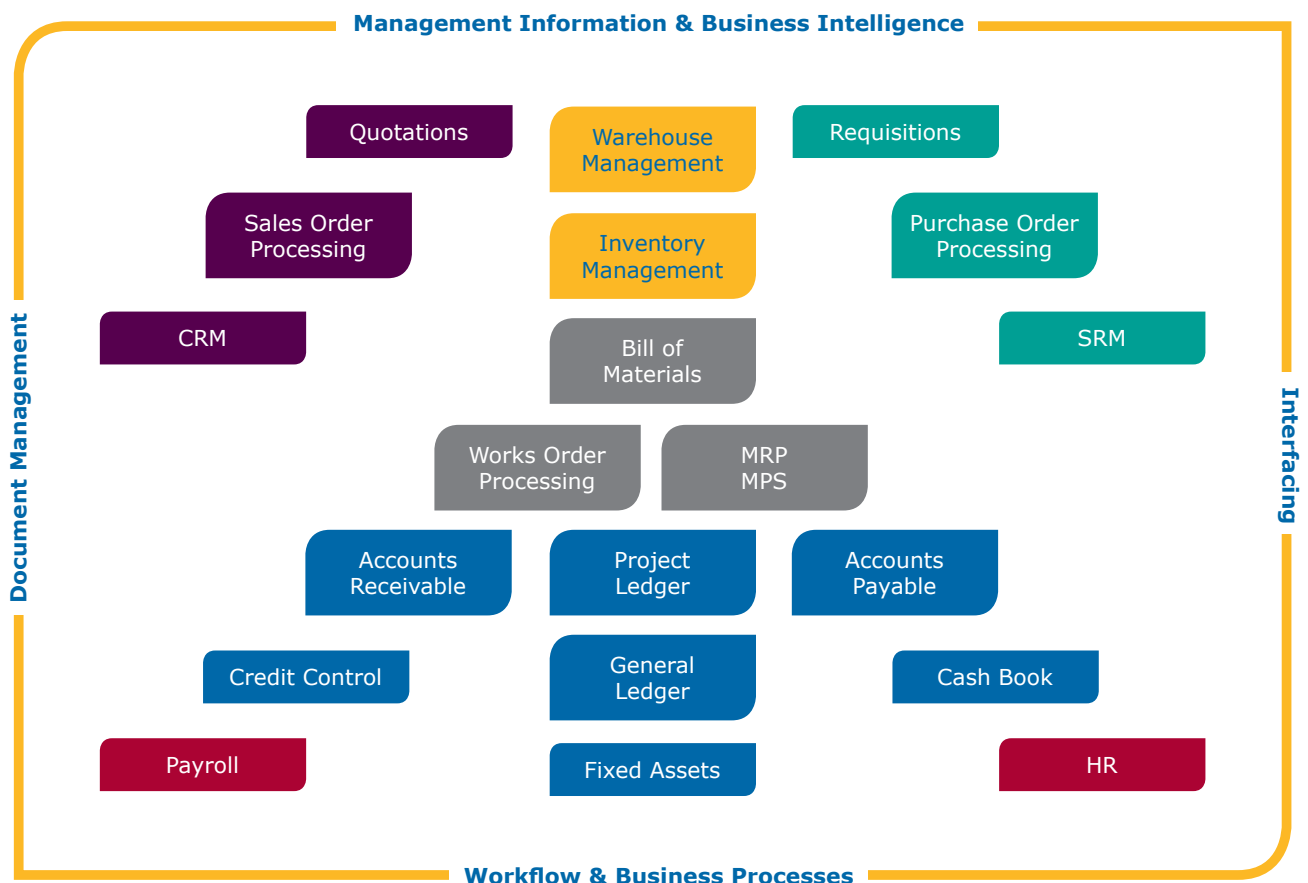 Management Information & Business Intelligence
Quotations
Warehouse
Management
Requisitions
Sales Order
Processing
Inventory
Management
Purchase Order
Processing
CRM
Bill of
Materials
SRM
Document Management
Interfacing
Works Order
Processing
MRP
MPS
Accounts
Receivable
Project
Ledger
Accounts
Payable
Credit Control
General
Ledger
Cash Book
Payroll
Fixed Assets
HR
Workflow & Business Processes